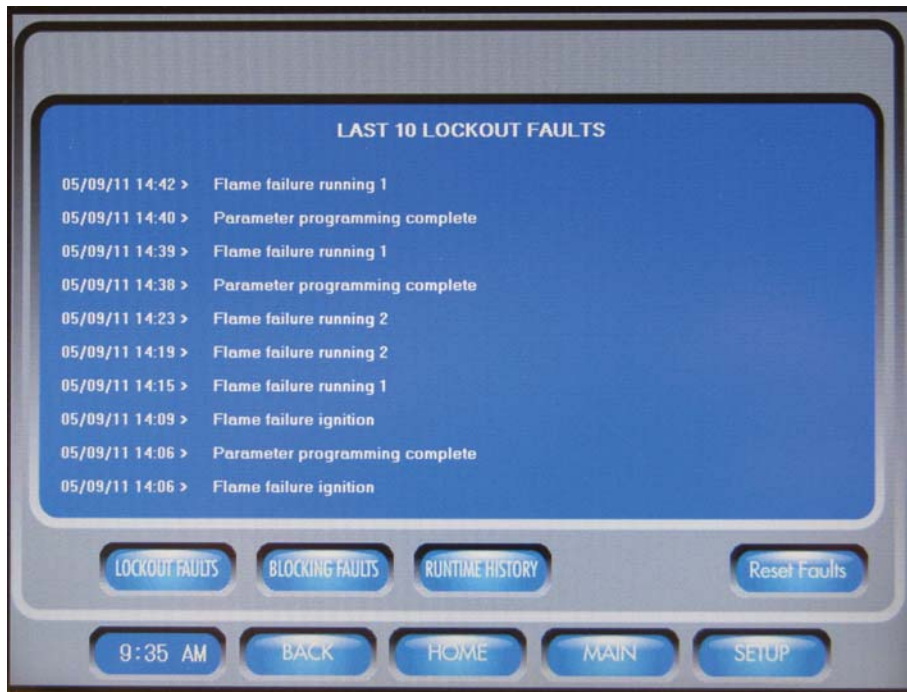 LAST 10 LOCKOUT FAULTS
05/09/11 14:42 > Flame failure running 1
05/09/11 14:40 > Parameter programming complete
05/09/11 14:39 > Flame failure running 1
05/09/11 14:38 > Parameter programming complete
05/09/11 14:23 > Flame failure running 2
05/09/11 14:19 > Flame failure running 2
05/09/11 14:15 > Flame failure running 1
05/09/11 14:09 > Flame failure ignition
05/09/11 14:06 > Parameter programming complete
05/09/11 14:06 > Flame failure ignition
LOCKOUT FAULTS BLOCKING FAULTS RUNTIME HISTORY Reset Faults
9:35 AM BACK HOME MAIN SETUP